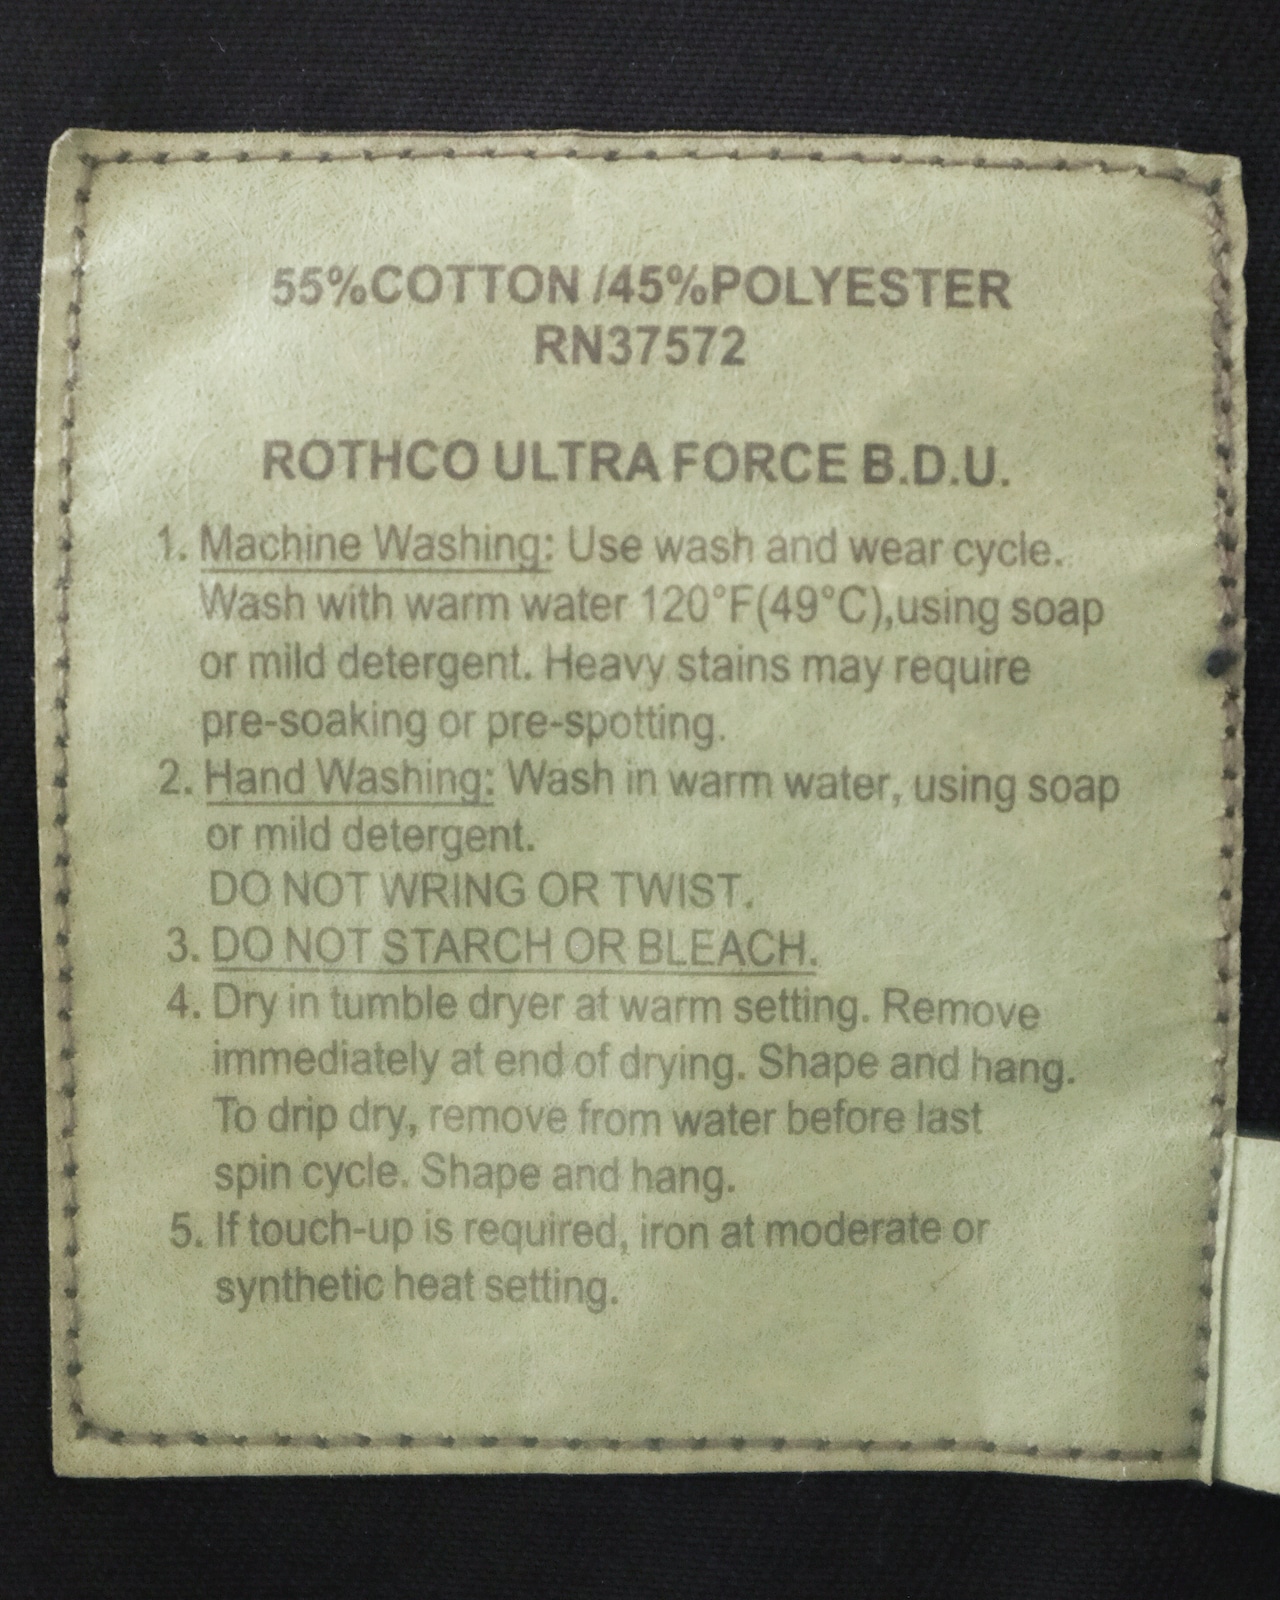 55%COTTON /45%POLYESTER
RN37572
ROTHCO ULTRA FORCE B.D.U.
1. Machine Washing: Use wash and wear cycle.
Wash with warm water 120°F(49°C),using soap
or mild detergent. Heavy stains may require
pre-soaking or pre-spotting.
2. Hand Washing: Wash in warm water, using soap
or mild detergent.
DO NOT WRING OR TWIST.
3. DO NOT STARCH OR BLEACH.
4. Dry in tumble dryer at warm setting. Remove
immediately at end of drying. Shape and hang.
To drip dry, remove from water before last
spin cycle. Shape and hang.
5. If touch-up is required, iron at moderate or
synthetic heat setting.